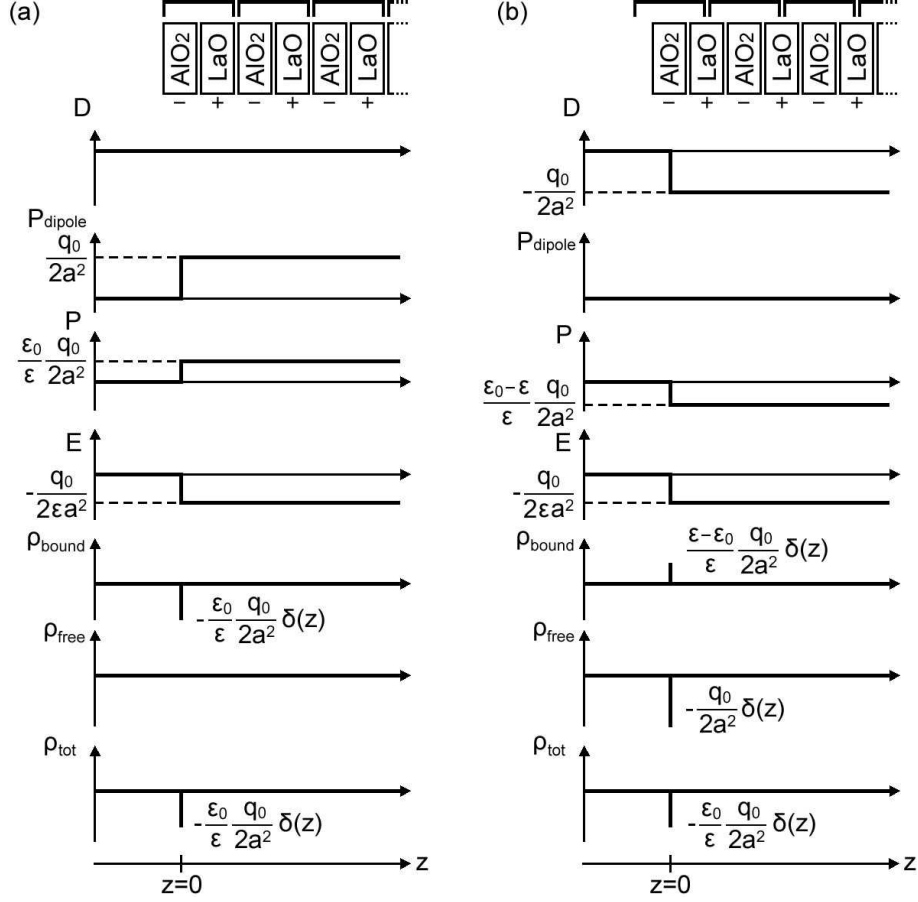 (a)
AlO2 LaO AlO2 LaO AlO2 LaO
− + − + − +
D
Pdipole
q0
2a²
P
ε0 q0
ε 2a²
E
- q0
2εa²
ρbound
- ε0 q0 δ(z)
ε 2a²
ρfree
ρtot
- ε0 q0 δ(z)
ε 2a²
z
z=0
(b)
AlO2 LaO AlO2 LaO AlO2 LaO
− + − + − +
D
- q0
2a²
Pdipole
P
ε0−ε q0
ε 2a²
E
- q0
2εa²
ρbound
ε−ε0 q0 δ(z)
ε 2a²
ρfree
- q0 δ(z)
2a²
ρtot
- ε0 q0 δ(z)
ε 2a²
z
z=0